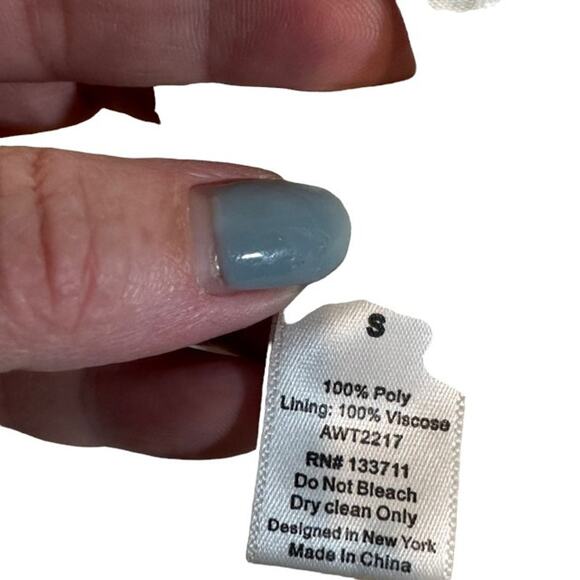 S
100% Poly
Lining: 100% Viscose
AWT2217
RN# 133711
Do Not Bleach
Dry clean Only
Designed in New York
Made In China